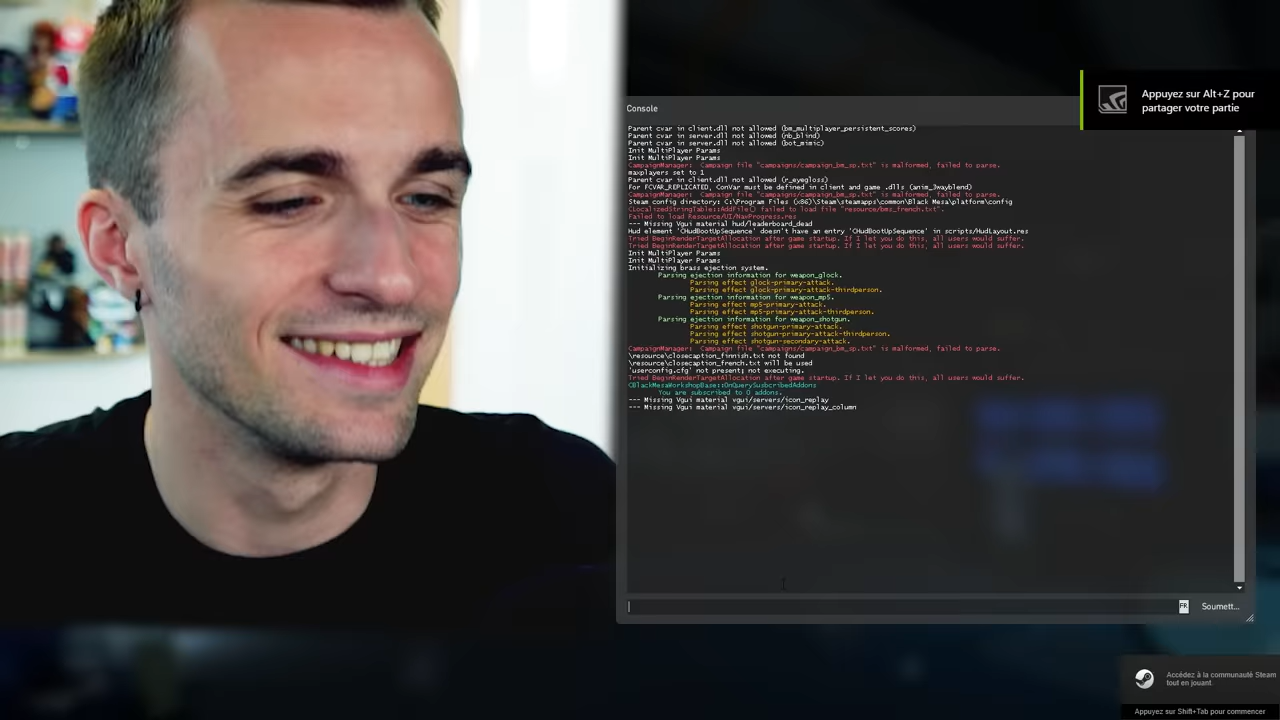 Appuyez sur Alt+Z pour
partager votre partie
Console
Parent cvar in client.dll not allowed (bm_multiplayer_persistent_scores)
Parent cvar in server.dll not allowed (nb_blind)
Parent cvar in server.dll not allowed (bot_mimic)
Init MultiPlayer Params
Init MultiPlayer Params
CampaignManager: Campaign file "campaigns/campaign_bm_sp.txt" is malformed, failed to parse.
maxplayers set to 1
Parent cvar in client.dll not allowed (r_eyegloss)
For FCVAR_REPLICATED, ConVar must be defined in client and game .dlls (anim_3wayblend)
CampaignManager: Campaign file "campaigns/campaign_bm_sp.txt" is malformed, failed to parse.
Steam config directory: C:\Program Files (x86)\Steam\steamapps\common\Black Mesa\platform\config
CLocalizedStringTable::AddFile() failed to load file "resource/bms_french.txt".
Failed to load Resource/UI/NavProgress.res
--- Missing Vgui material hud/leaderboard_dead
Hud element 'CHudBootUpSequence' doesn't have an entry 'CHudBootUpSequence' in scripts/HudLayout.res
Tried BeginRenderTargetAllocation after game startup. If I let you do this, all users would suffer.
Tried BeginRenderTargetAllocation after game startup. If I let you do this, all users would suffer.
Init MultiPlayer Params
Init MultiPlayer Params
Initializing brass ejection system.
Parsing ejection information for weapon_glock.
Parsing effect glock-primary-attack.
Parsing effect glock-primary-attack-thirdperson.
Parsing ejection information for weapon_mp5.
Parsing effect mp5-primary-attack.
Parsing effect mp5-primary-attack-thirdperson.
Parsing ejection information for weapon_shotgun.
Parsing effect shotgun-primary-attack.
Parsing effect shotgun-primary-attack-thirdperson.
Parsing effect shotgun-secondary-attack.
CampaignManager: Campaign file "campaigns/campaign_bm_sp.txt" is malformed, failed to parse.
\resource\closecaption_finnish.txt not found
\resource\closecaption_french.txt will be used
'userconfig.cfg' not present; not executing.
Tried BeginRenderTargetAllocation after game startup. If I let you do this, all users would suffer.
CBlackMesaWorkshopBase::OnQuerySusbcribedAddons
You are subscribed to 0 addons.
--- Missing Vgui material vgui/servers/icon_replay
--- Missing Vgui material vgui/servers/icon_replay_column
FR
Soumett...
Accédez à la communauté Steam
tout en jouant.
Appuyez sur Shift+Tab pour commencer